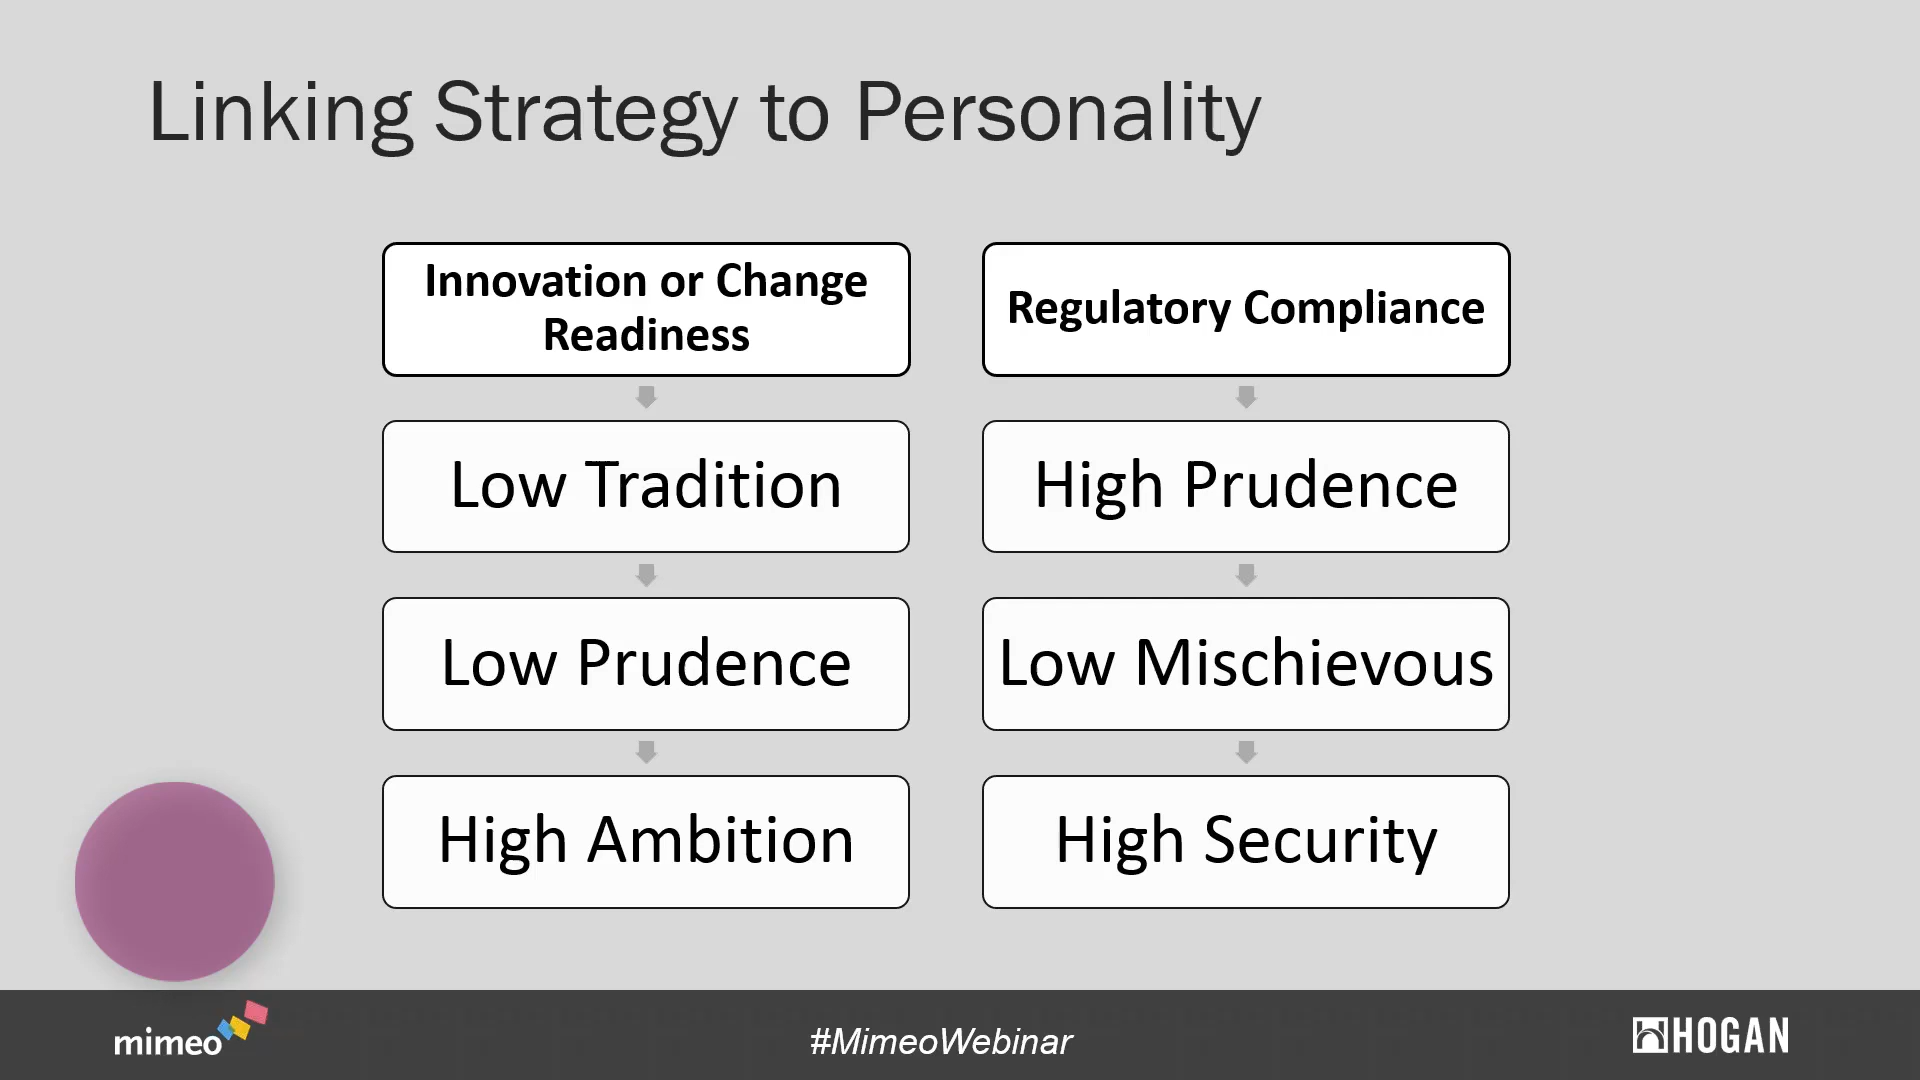 Linking Strategy to Personality
Innovation or Change
Readiness
Low Tradition
Low Prudence
High Ambition
Regulatory Compliance
High Prudence
Low Mischievous
High Security
mimeo
#MimeoWebinar
HOGAN